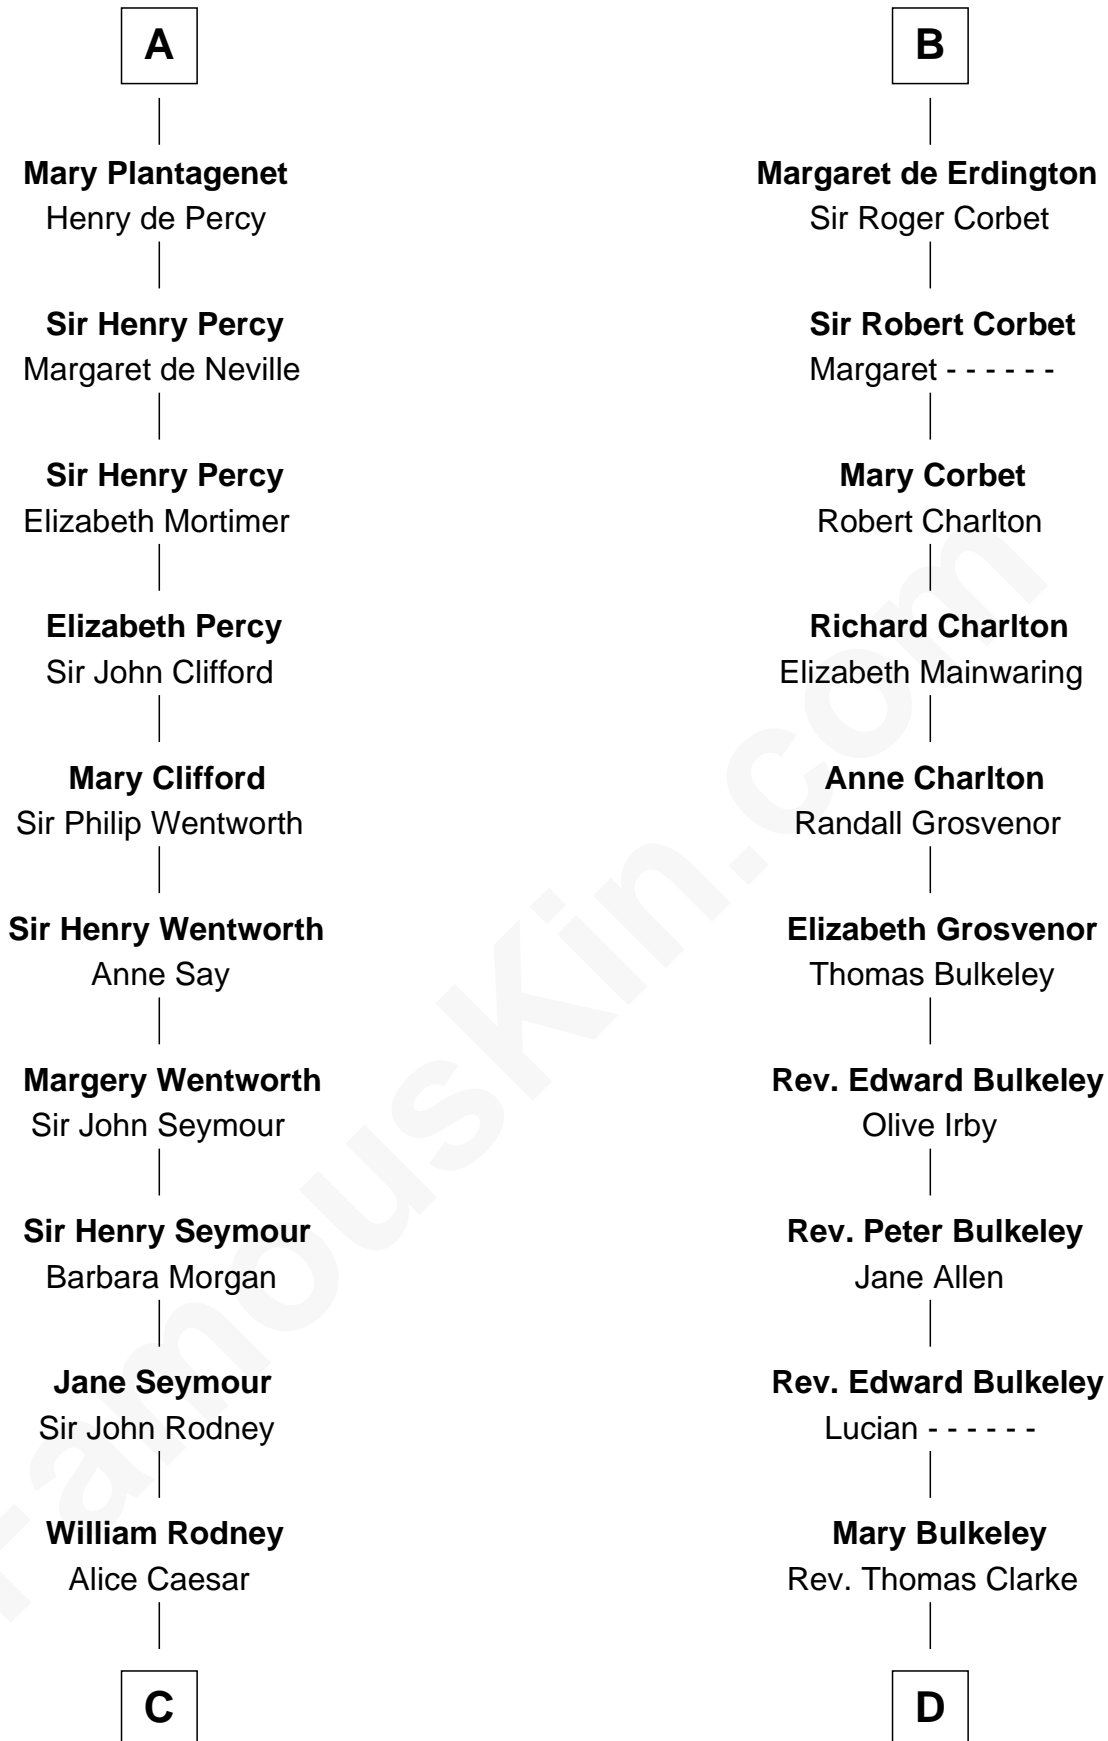 A
Mary Plantagenet
Henry de Percy
Sir Henry Percy
Margaret de Neville
Sir Henry Percy
Elizabeth Mortimer
Elizabeth Percy
Sir John Clifford
Mary Clifford
Sir Philip Wentworth
Sir Henry Wentworth
Anne Say
Margery Wentworth
Sir John Seymour
Sir Henry Seymour
Barbara Morgan
Jane Seymour
Sir John Rodney
William Rodney
Alice Caesar
C
B
Margaret de Erdington
Sir Roger Corbet
Sir Robert Corbet
Margaret - - - - - -
Mary Corbet
Robert Charlton
Richard Charlton
Elizabeth Mainwaring
Anne Charlton
Randall Grosvenor
Elizabeth Grosvenor
Thomas Bulkeley
Rev. Edward Bulkeley
Olive Irby
Rev. Peter Bulkeley
Jane Allen
Rev. Edward Bulkeley
Lucian - - - - - -
Mary Bulkeley
Rev. Thomas Clarke
D
FamousKin.com